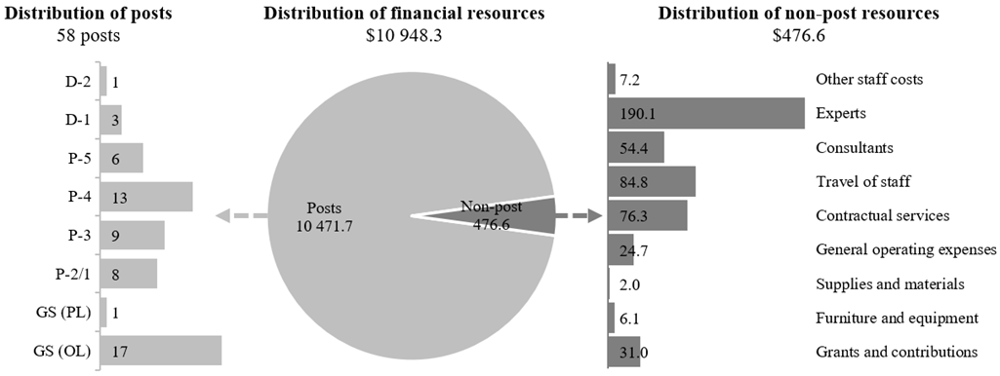 Distribution of posts
58 posts
D-2 1
D-1 3
P-5 6
P-4 13
P-3 9
P-2/1 8
GS (PL) 1
GS (OL) 17
Distribution of financial resources
$10 948.3
Posts
10 471.7
Non-post
476.6
Distribution of non-post resources
$476.6
7.2 Other staff costs
190.1 Experts
54.4 Consultants
84.8 Travel of staff
76.3 Contractual services
24.7 General operating expenses
2.0 Supplies and materials
6.1 Furniture and equipment
31.0 Grants and contributions